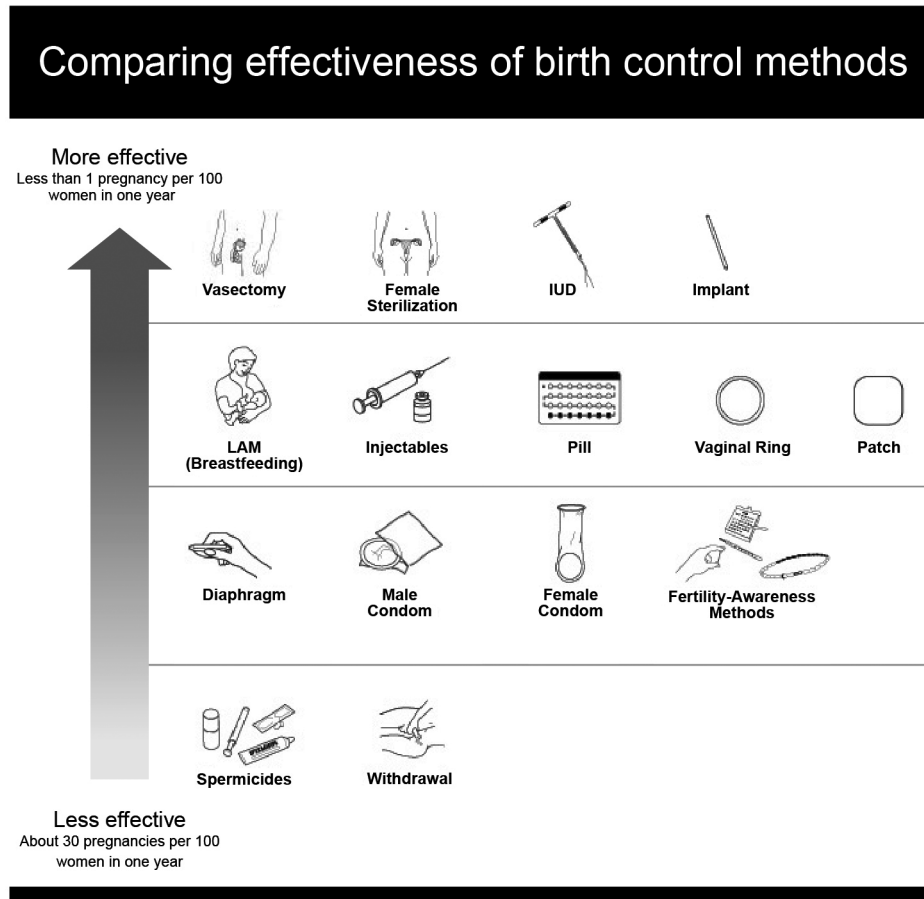 Comparing effectiveness of birth control methods
More effective
Less than 1 pregnancy per 100
women in one year
Vasectomy
Female
Sterilization
IUD
Implant
LAM
(Breastfeeding)
Injectables
Pill
Vaginal Ring
Patch
Diaphragm
Male
Condom
Female
Condom
Fertility-Awareness
Methods
Spermicides
Withdrawal
Less effective
About 30 pregnancies per 100
women in one year